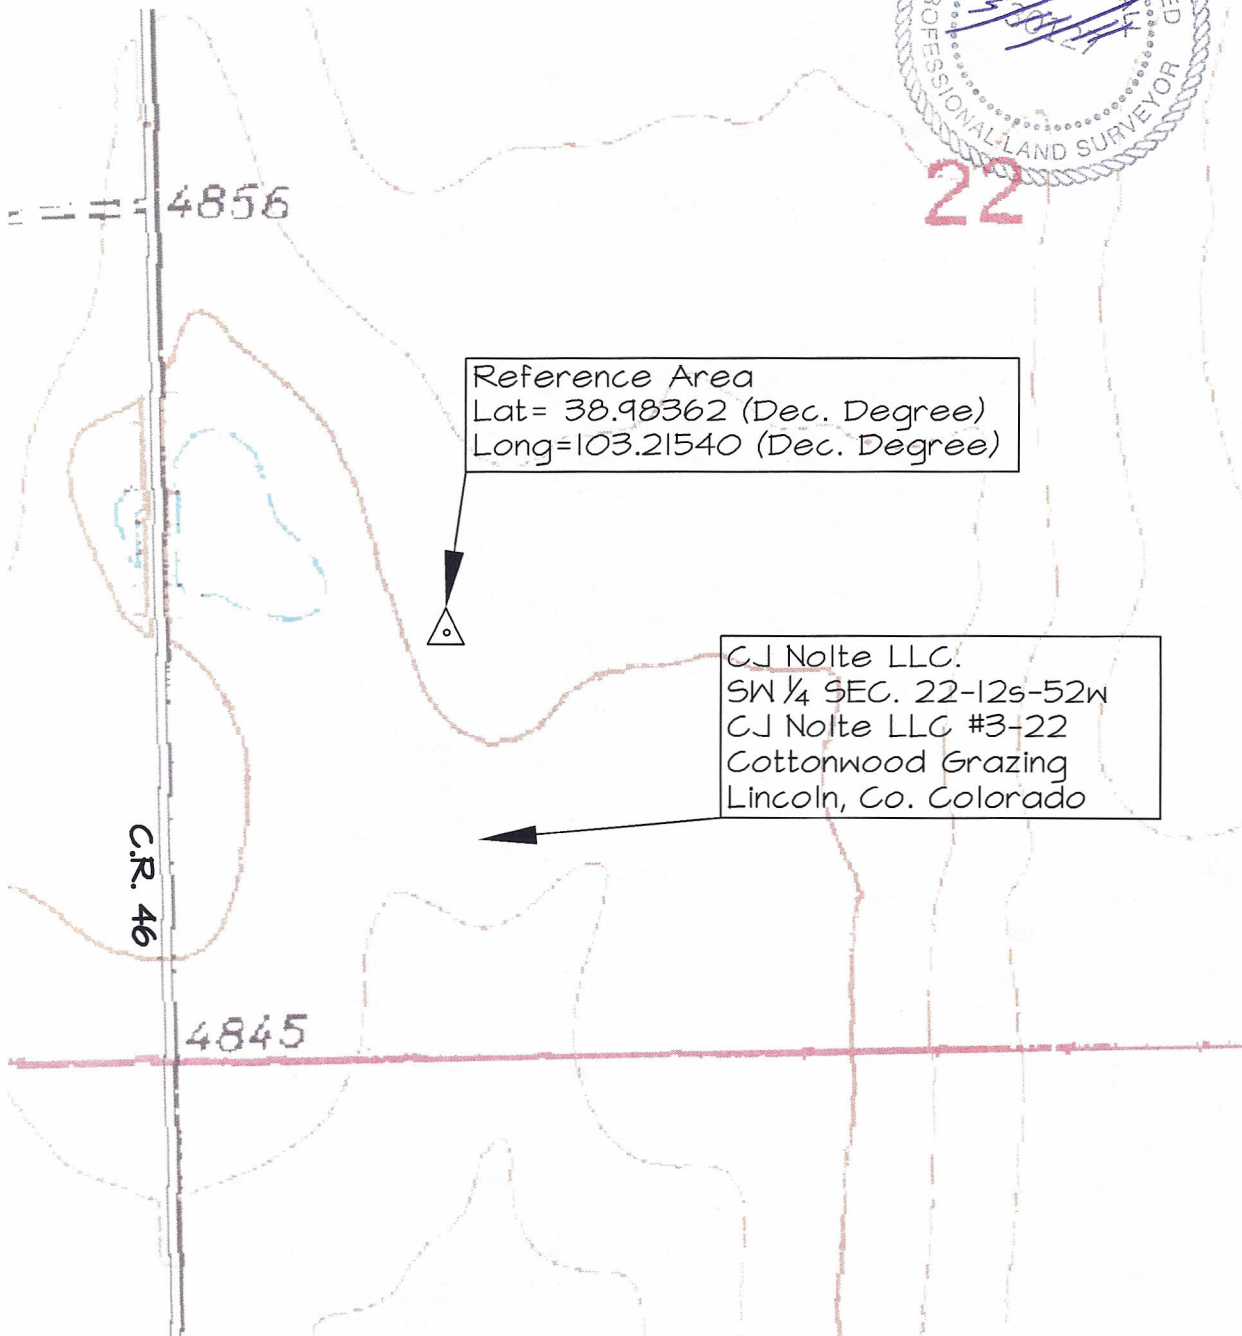 PROFESSIONAL LAND SURVEYOR
30127
22
4856
Reference Area
Lat= 38.98362 (Dec. Degree)
Long=103.21540 (Dec. Degree)
CJ Nolte LLC.
SW 1/4 SEC. 22-12s-52w
CJ Nolte LLC #3-22
Cottonwood Grazing
Lincoln, Co. Colorado
C.R. 46
4845